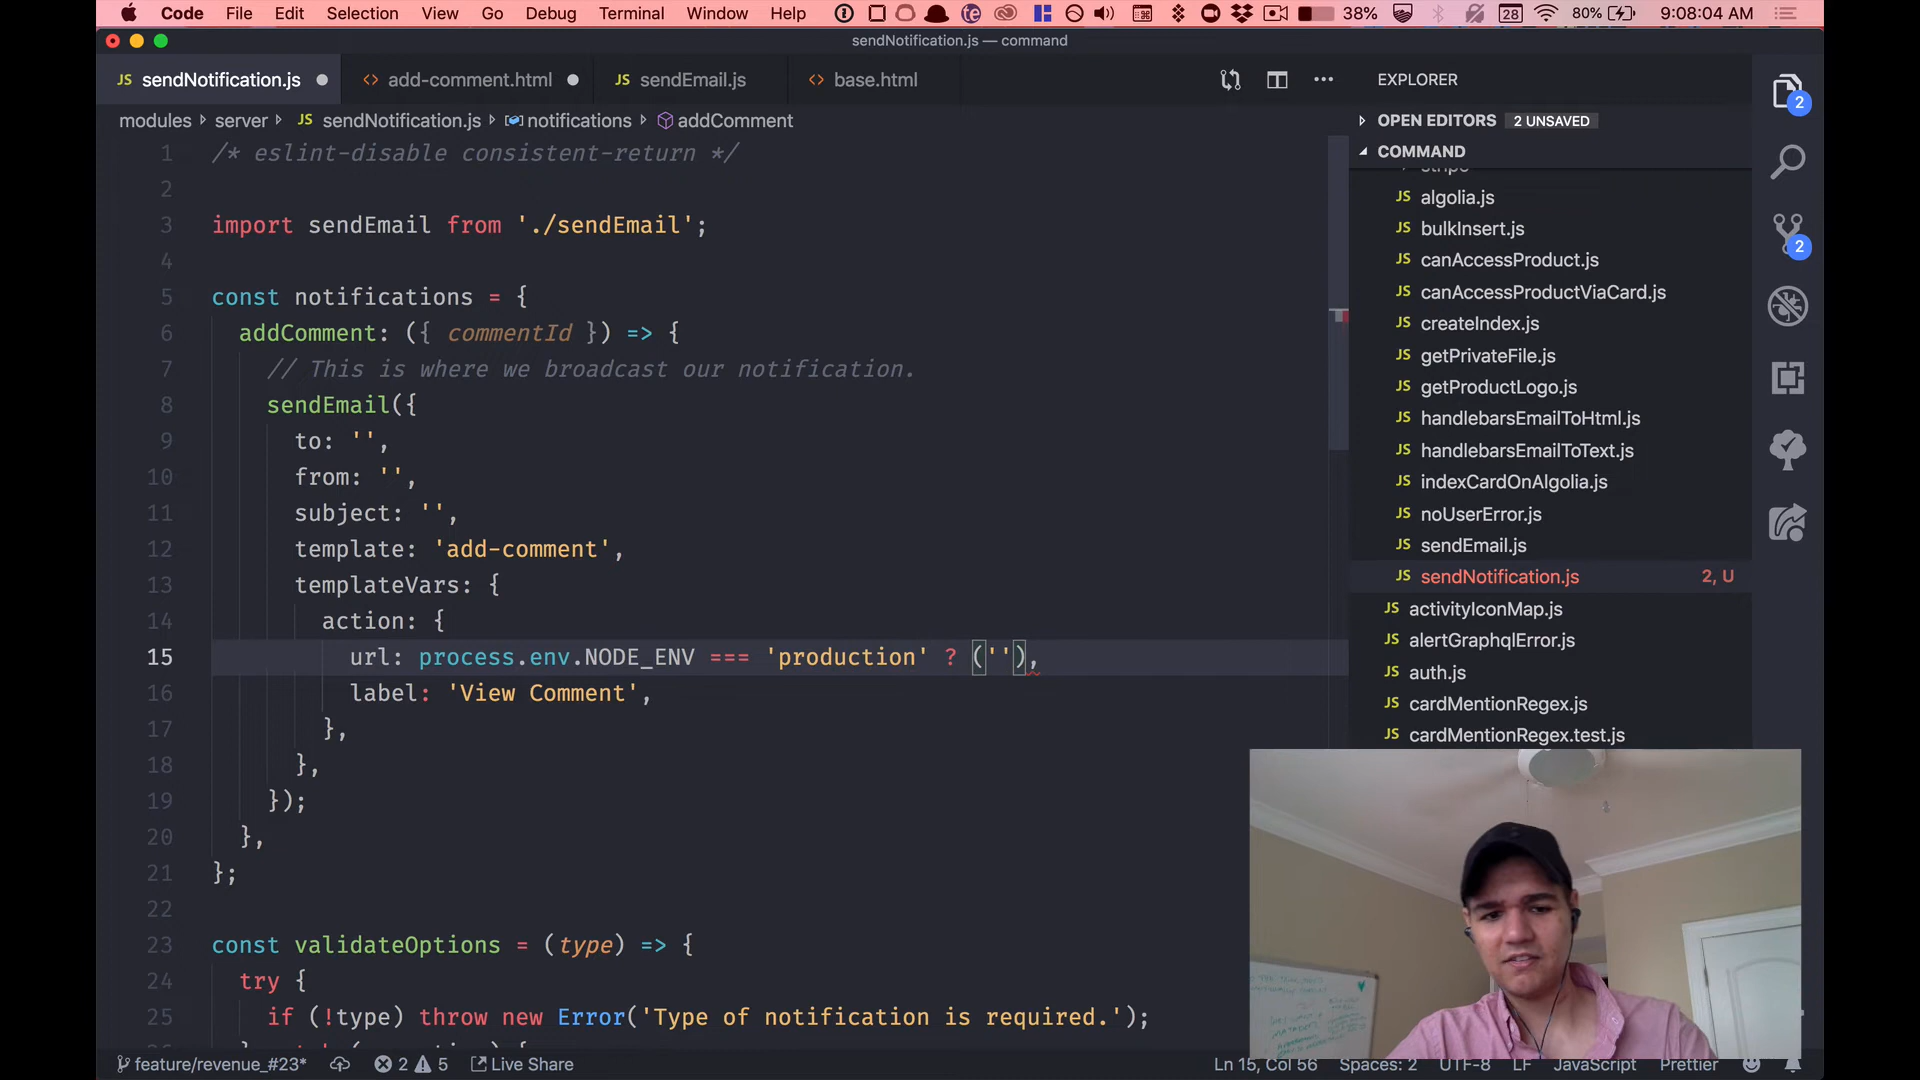 Code File Edit Selection View Go Debug Terminal Window Help 38% 28 80% 9:08:04 AM
sendNotification.js — command
JS sendNotification.js
<> add-comment.html
JS sendEmail.js
<> base.html
EXPLORER
modules > server > JS sendNotification.js > notifications > addComment
OPEN EDITORS 2 UNSAVED
COMMAND
1 /* eslint-disable consistent-return */
2
3 import sendEmail from './sendEmail';
4
5 const notifications = {
6 addComment: ({ commentId }) => {
7 // This is where we broadcast our notification.
8 sendEmail({
9 to: '',
10 from: '',
11 subject: '',
12 template: 'add-comment',
13 templateVars: {
14 action: {
15 url: process.env.NODE_ENV === 'production' ? (''),
16 label: 'View Comment',
17 },
18 },
19 });
20 },
21 };
22
23 const validateOptions = (type) => {
24 try {
25 if (!type) throw new Error('Type of notification is required.');
JS algolia.js
JS bulkInsert.js
JS canAccessProduct.js
JS canAccessProductViaCard.js
JS createIndex.js
JS getPrivateFile.js
JS getProductLogo.js
JS handlebarsEmailToHtml.js
JS handlebarsEmailToText.js
JS indexCardOnAlgolia.js
JS noUserError.js
JS sendEmail.js
JS sendNotification.js 2, U
JS activityIconMap.js
JS alertGraphqlError.js
JS auth.js
JS cardMentionRegex.js
JS cardMentionRegex.test.js
2
2
feature/revenue_#23* 2 5 Live Share Ln 15, Col 56 Spaces: 2 UTF-8 LF JavaScript Prettier